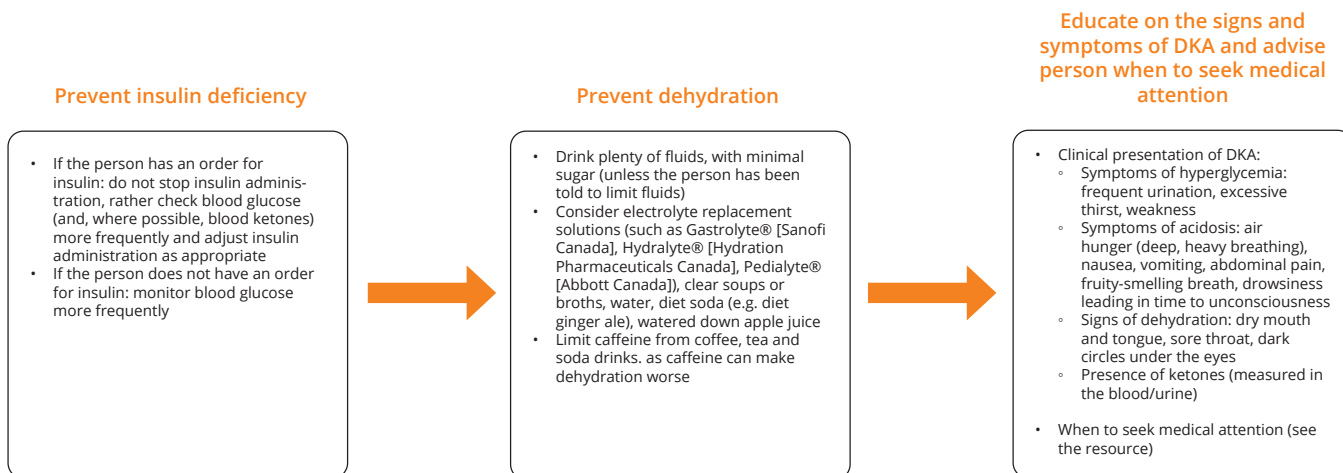 Prevent insulin deficiency
• If the person has an order for
insulin: do not stop insulin adminis-
tration, rather check blood glucose
(and, where possible, blood ketones)
more frequently and adjust insulin
administration as appropriate
• If the person does not have an order
for insulin: monitor blood glucose
more frequently
Prevent dehydration
• Drink plenty of fluids, with minimal
sugar (unless the person has been
told to limit fluids)
• Consider electrolyte replacement
solutions (such as Gastrolyte® [Sanofi
Canada], Hydralyte® [Hydration
Pharmaceuticals Canada], Pedialyte®
[Abbott Canada]), clear soups or
broths, water, diet soda (e.g. diet
ginger ale), watered down apple juice
• Limit caffeine from coffee, tea and
soda drinks. as caffeine can make
dehydration worse
Educate on the signs and
symptoms of DKA and advise
person when to seek medical
attention
• Clinical presentation of DKA:
◦ Symptoms of hyperglycemia:
frequent urination, excessive
thirst, weakness
◦ Symptoms of acidosis: air
hunger (deep, heavy breathing),
nausea, vomiting, abdominal pain,
fruity-smelling breath, drowsiness
leading in time to unconsciousness
◦ Signs of dehydration: dry mouth
and tongue, sore throat, dark
circles under the eyes
◦ Presence of ketones (measured in
the blood/urine)
• When to seek medical attention (see
the resource)